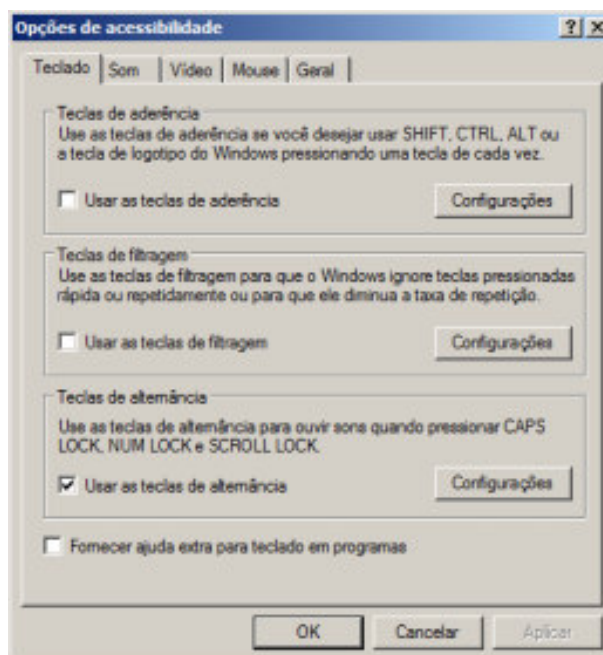 Opções de acessibilidade
Teclado Som Vídeo Mouse Geral
Teclas de aderência
Use as teclas de aderência se você desejar usar SHIFT, CTRL, ALT ou
a tecla de logotipo do Windows pressionando uma tecla de cada vez.
Usar as teclas de aderência Configurações
Teclas de filtragem
Use as teclas de filtragem para que o Windows ignore teclas pressionadas
rápida ou repetidamente ou para que ele diminua a taxa de repetição.
Usar as teclas de filtragem Configurações
Teclas de alternância
Use as teclas de alternância para ouvir sons quando pressionar CAPS
LOCK, NUM LOCK e SCROLL LOCK.
Usar as teclas de alternância Configurações
Fornecer ajuda extra para teclado em programas
OK Cancelar Aplicar